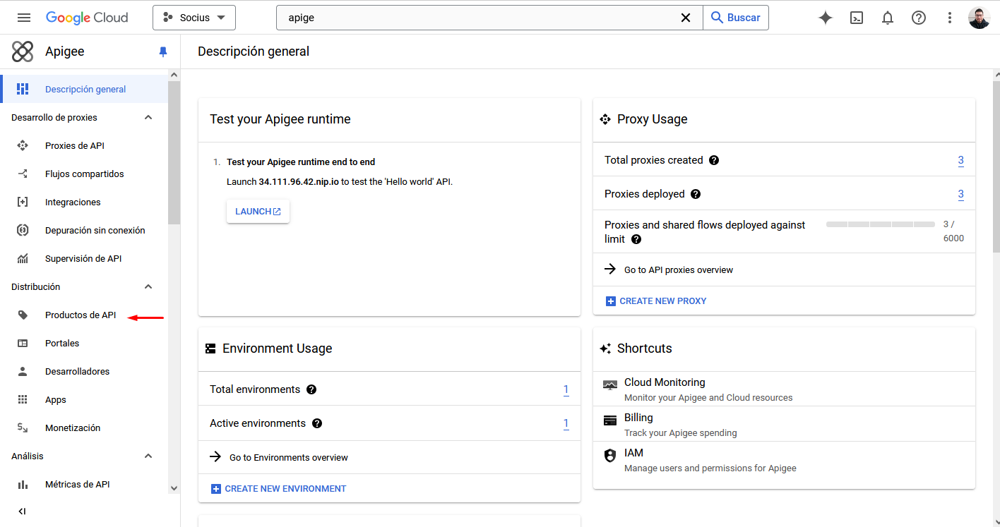 Google Cloud
Socius
apige
Buscar
Apigee
Descripción general
Descripción general
Desarrollo de proxies
Proxies de API
Flujos compartidos
Integraciones
Depuración sin conexión
Supervisión de API
Distribución
Productos de API
Portales
Desarrolladores
Apps
Monetización
Análisis
Métricas de API
Test your Apigee runtime
1. Test your Apigee runtime end to end
Launch 34.111.96.42.nip.io to test the 'Hello world' API.
LAUNCH
Proxy Usage
Total proxies created 3
Proxies deployed 3
Proxies and shared flows deployed against
limit
3 /
6000
Go to API proxies overview
CREATE NEW PROXY
Environment Usage
Total environments 1
Active environments 1
Go to Environments overview
CREATE NEW ENVIRONMENT
Shortcuts
Cloud Monitoring
Monitor your Apigee and Cloud resources
Billing
Track your Apigee spending
IAM
Manage users and permissions for Apigee